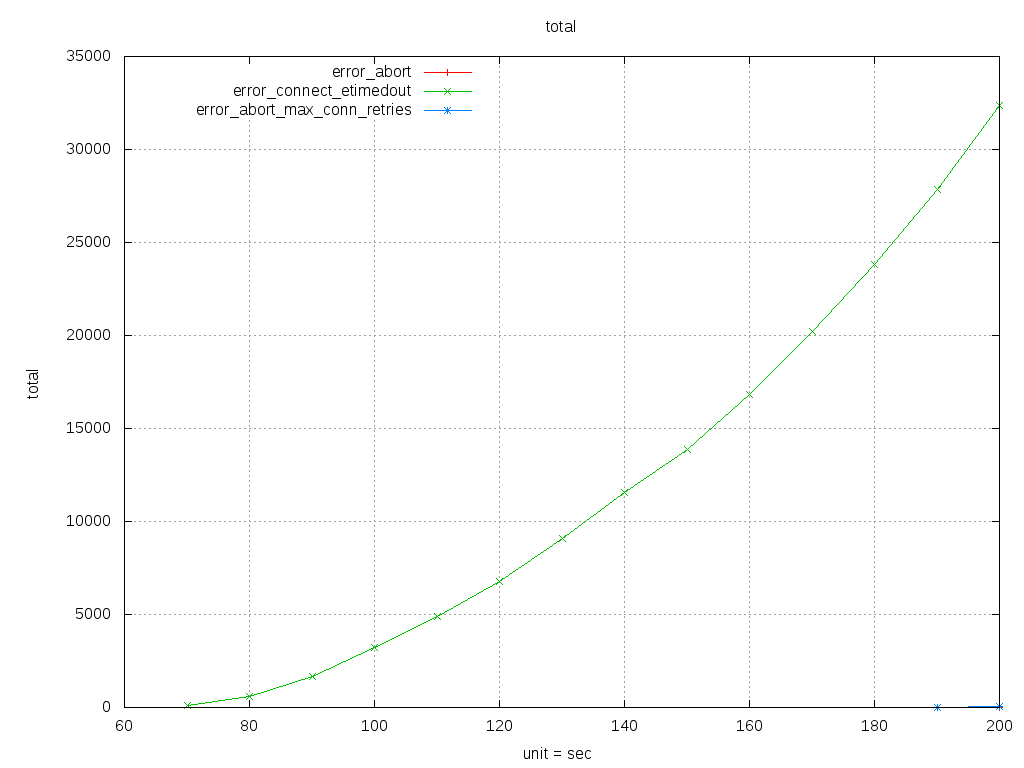 total
35000
30000
25000
20000
15000
10000
5000
0
error_abort
error_connect_etimedout
error_abort_max_conn_retries
total
60 80 100 120 140 160 180 200
unit = sec